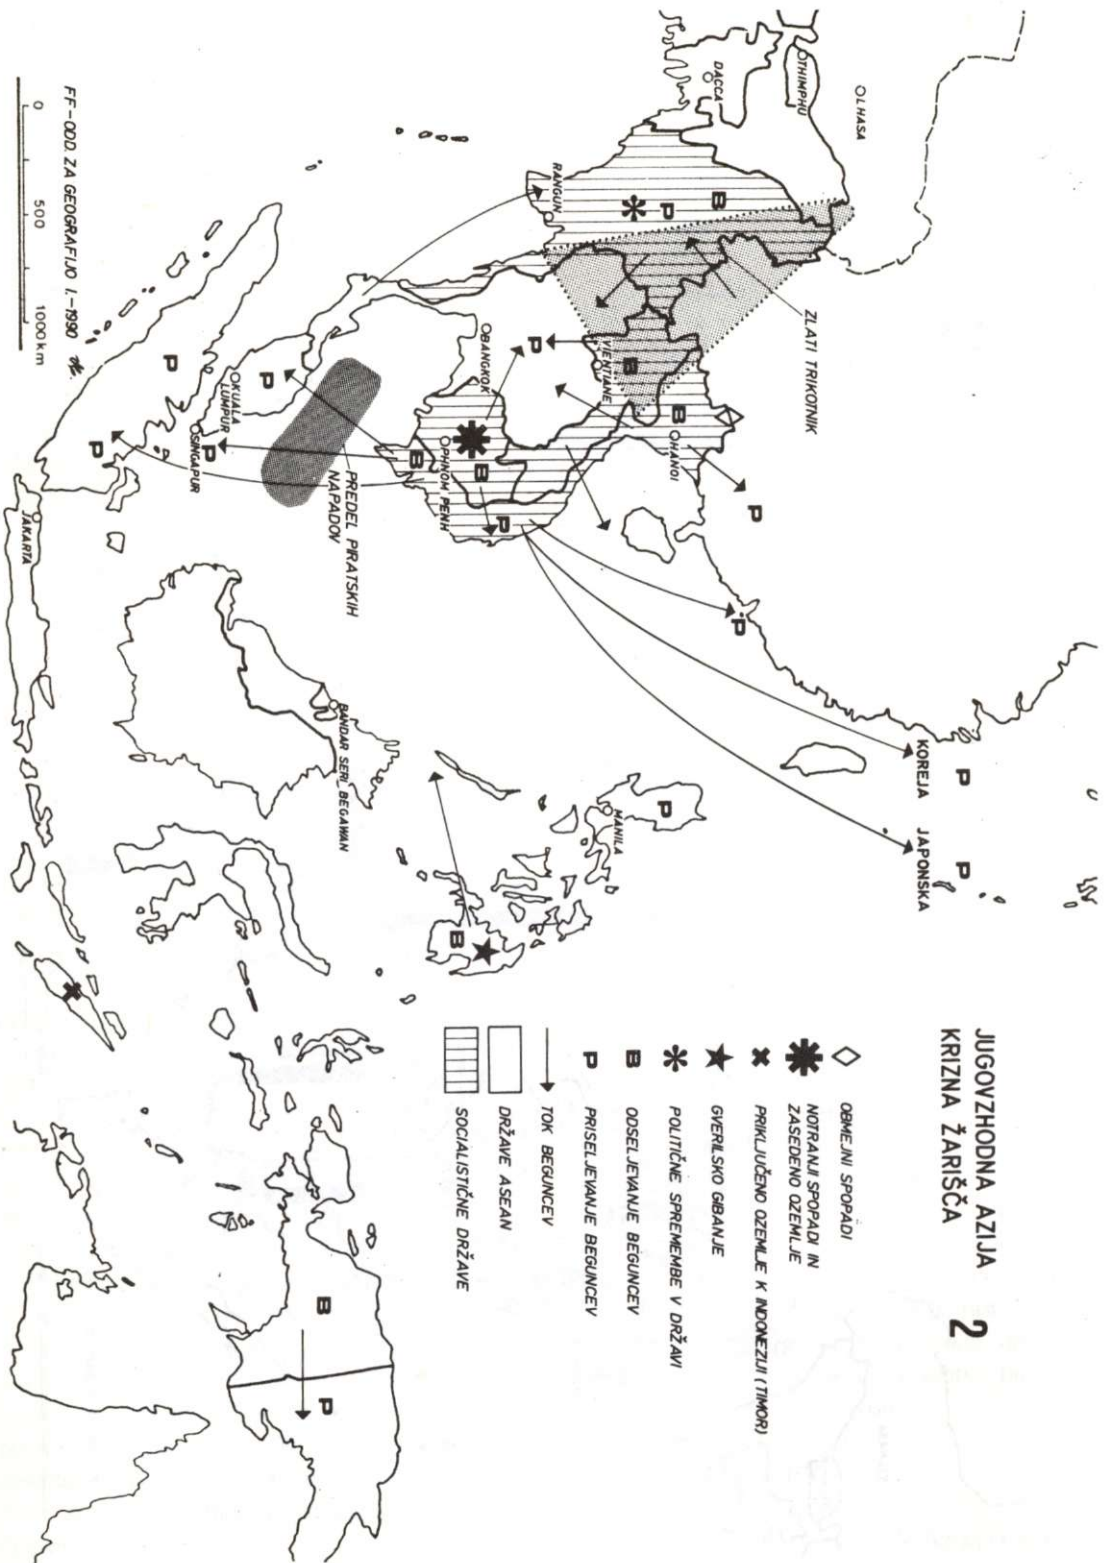 JUGOVZHODNA AZIJA
KRIZNA ŽARIŠČA
2
OBMEJNI SPOPADI
NOTRANJI SPOPADI IN
ZASEDENO OZEMLJE
PRIKLJUČENO OZEMLJE K INDONEZIJI (TIMOR)
GVERILSKO GIBANJE
POLITIČNE SPREMEMBE V DRŽAVI
B ODSELJEVANJE BEGUNCEV
P PRISELJEVANJE BEGUNCEV
TOK BEGUNCEV
DRŽAVE ASEAN
SOCIALISTIČNE DRŽAVE
LHASA
THIMPHU
DACCA
ZLATI TRIKOTNIK
KOREJA
JAPONSKA
P
P
B
P
B
B
P
P
HANOI
RANGUN
VIENTIANE
P
BANGKOK
B
P
B
PHNOM PENH
P
MANILA
B
PREDEL PIRATSKIH
NAPADOV
P
KUALA
LUMPUR
P
SINGAPUR
P
P
BANDAR SERI BEGAWAN
JAKARTA
B
P
FF-ODD. ZA GEOGRAFIJO I.-1990
0 500 1000 km